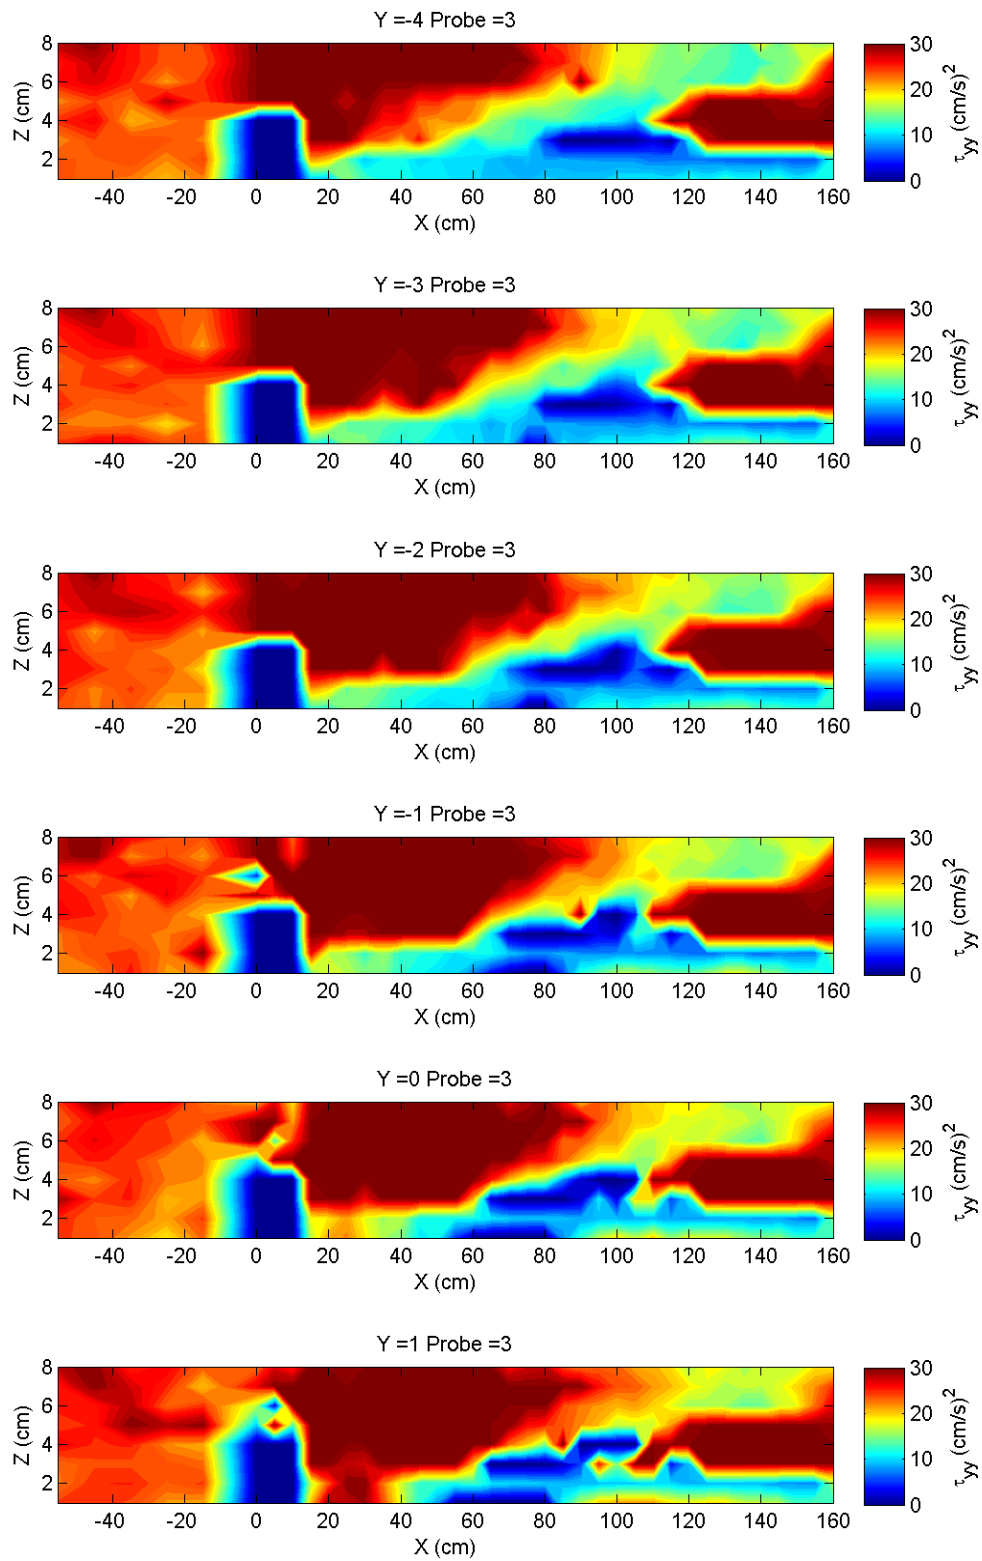 Y =-4 Probe =3
8
6
4
2
Z (cm)
-40 -20 0 20 40 60 80 100 120 140 160
X (cm)
30
20
10
0
τyy (cm/s)2
Y =-3 Probe =3
8
6
4
2
Z (cm)
-40 -20 0 20 40 60 80 100 120 140 160
X (cm)
30
20
10
0
τyy (cm/s)2
Y =-2 Probe =3
8
6
4
2
Z (cm)
-40 -20 0 20 40 60 80 100 120 140 160
X (cm)
30
20
10
0
τyy (cm/s)2
Y =-1 Probe =3
8
6
4
2
Z (cm)
-40 -20 0 20 40 60 80 100 120 140 160
X (cm)
30
20
10
0
τyy (cm/s)2
Y =0 Probe =3
8
6
4
2
Z (cm)
-40 -20 0 20 40 60 80 100 120 140 160
X (cm)
30
20
10
0
τyy (cm/s)2
Y =1 Probe =3
8
6
4
2
Z (cm)
-40 -20 0 20 40 60 80 100 120 140 160
X (cm)
30
20
10
0
τyy (cm/s)2